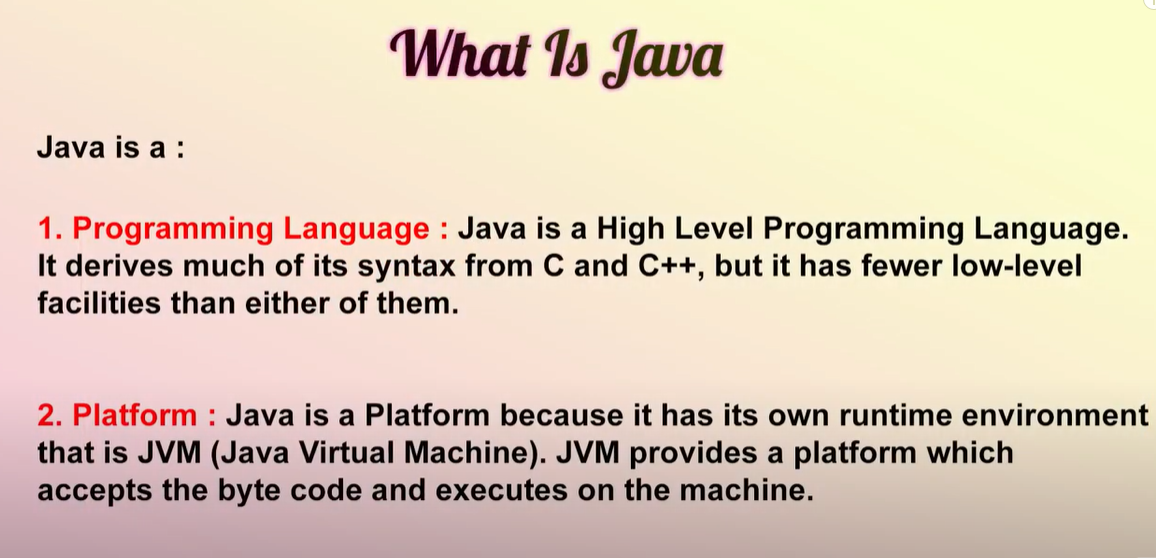 What Is Java
Java is a :
1. Programming Language : Java is a High Level Programming Language.
It derives much of its syntax from C and C++, but it has fewer low-level
facilities than either of them.
2. Platform : Java is a Platform because it has its own runtime environment
that is JVM (Java Virtual Machine). JVM provides a platform which
accepts the byte code and executes on the machine.